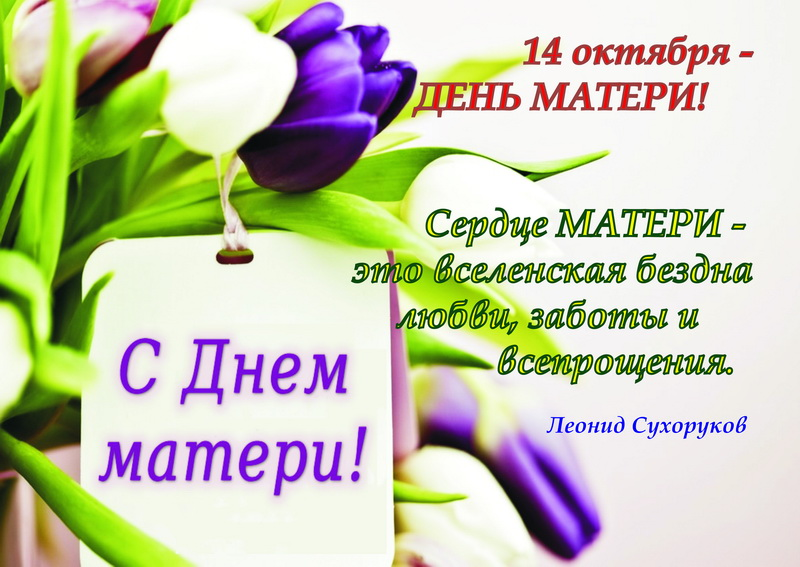 14 октября -
ДЕНЬ МАТЕРИ!
Сердце МАТЕРИ -
это вселенская бездна
любви, заботы и
всепрощения.
Леонид Сухоруков
С Днем
матери!